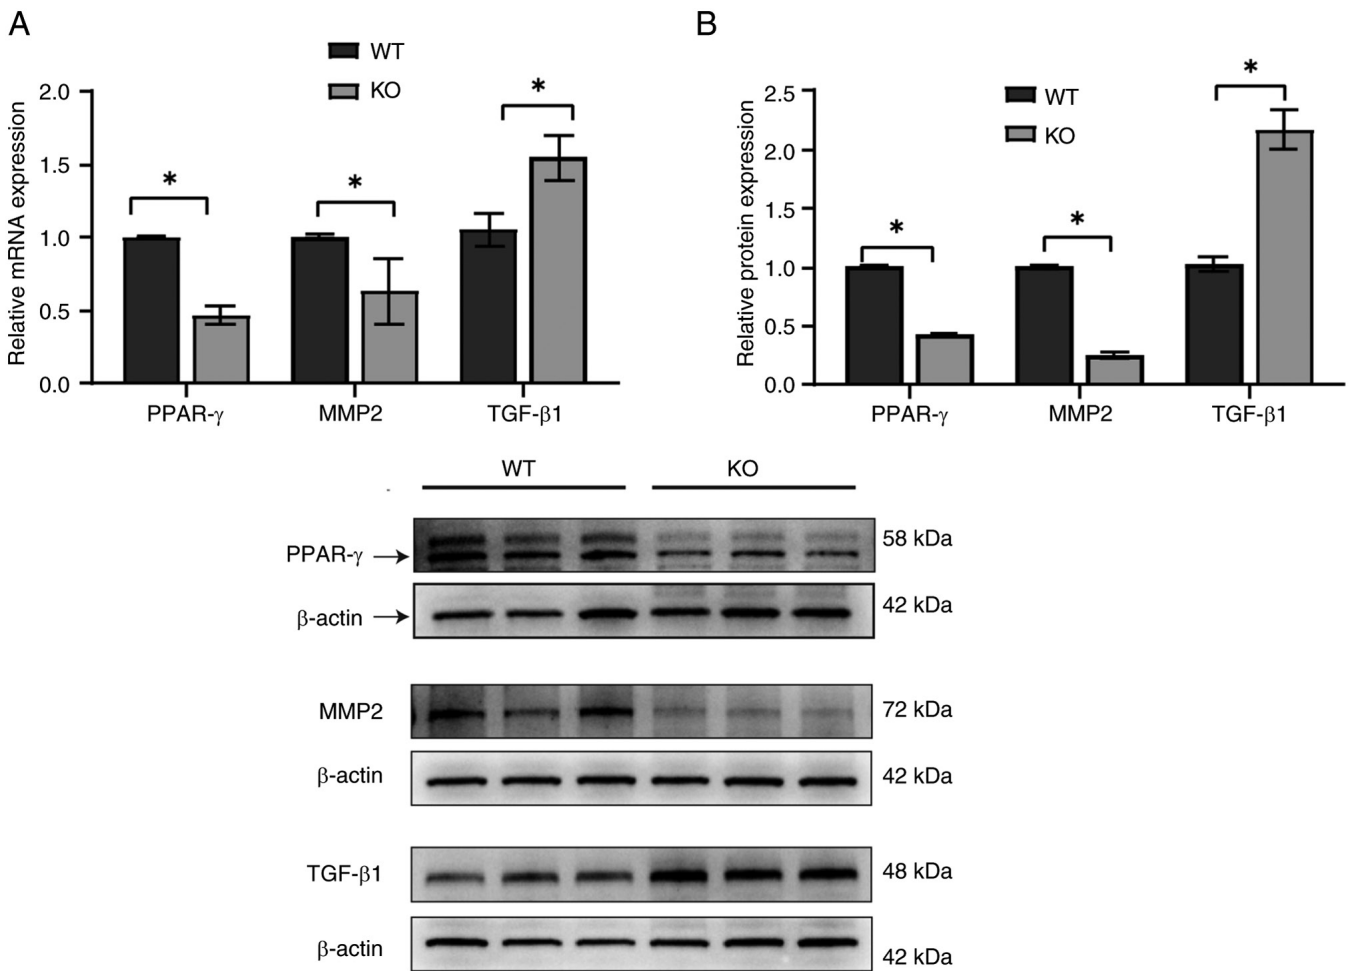 A
WT
KO
*
*
*
Relative mRNA expression
2.0
1.5
1.0
0.5
0.0
PPAR-γ MMP2 TGF-β1
B
WT
KO
*
*
*
Relative protein expression
2.5
2.0
1.5
1.0
0.5
0.0
PPAR-γ MMP2 TGF-β1
WT KO
PPAR-γ 58 kDa
β-actin 42 kDa
MMP2 72 kDa
β-actin 42 kDa
TGF-β1 48 kDa
β-actin 42 kDa